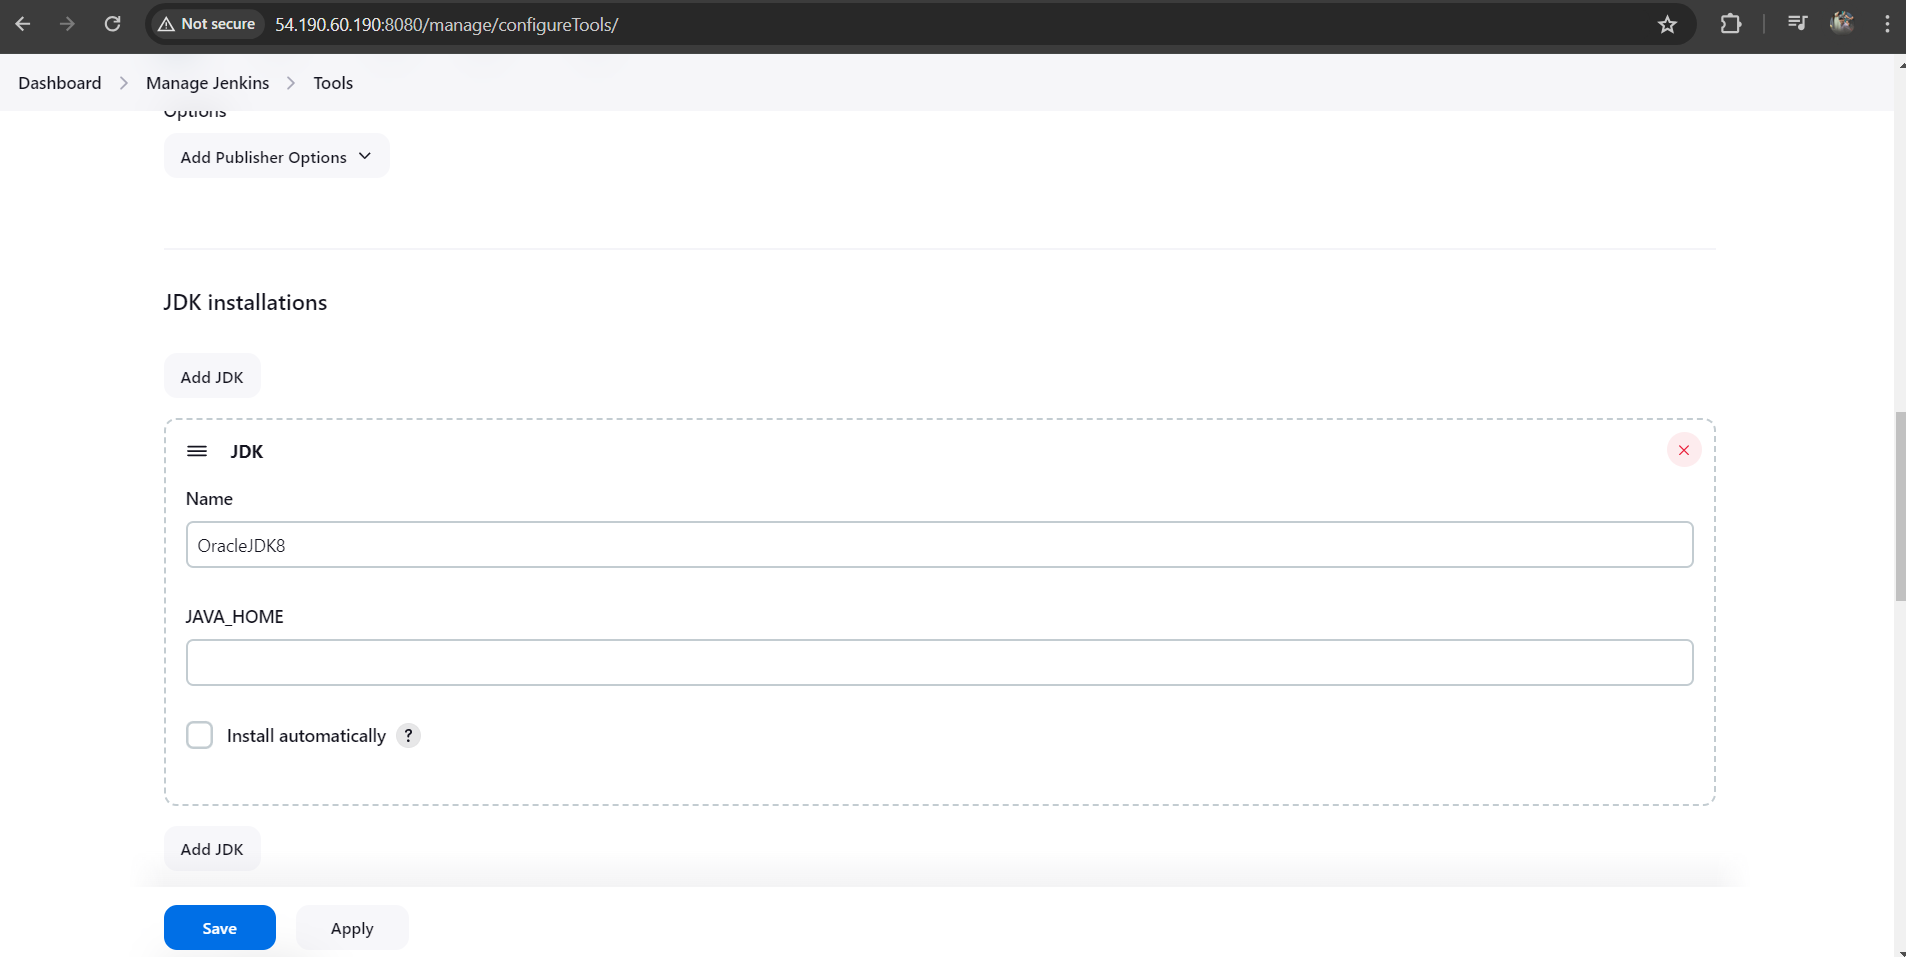 Not secure 54.190.60.190:8080/manage/configureTools/
Dashboard Manage Jenkins Tools
Options
Add Publisher Options
JDK installations
Add JDK
JDK
Name
OracleJDK8
JAVA_HOME
Install automatically ?
Add JDK
Save Apply